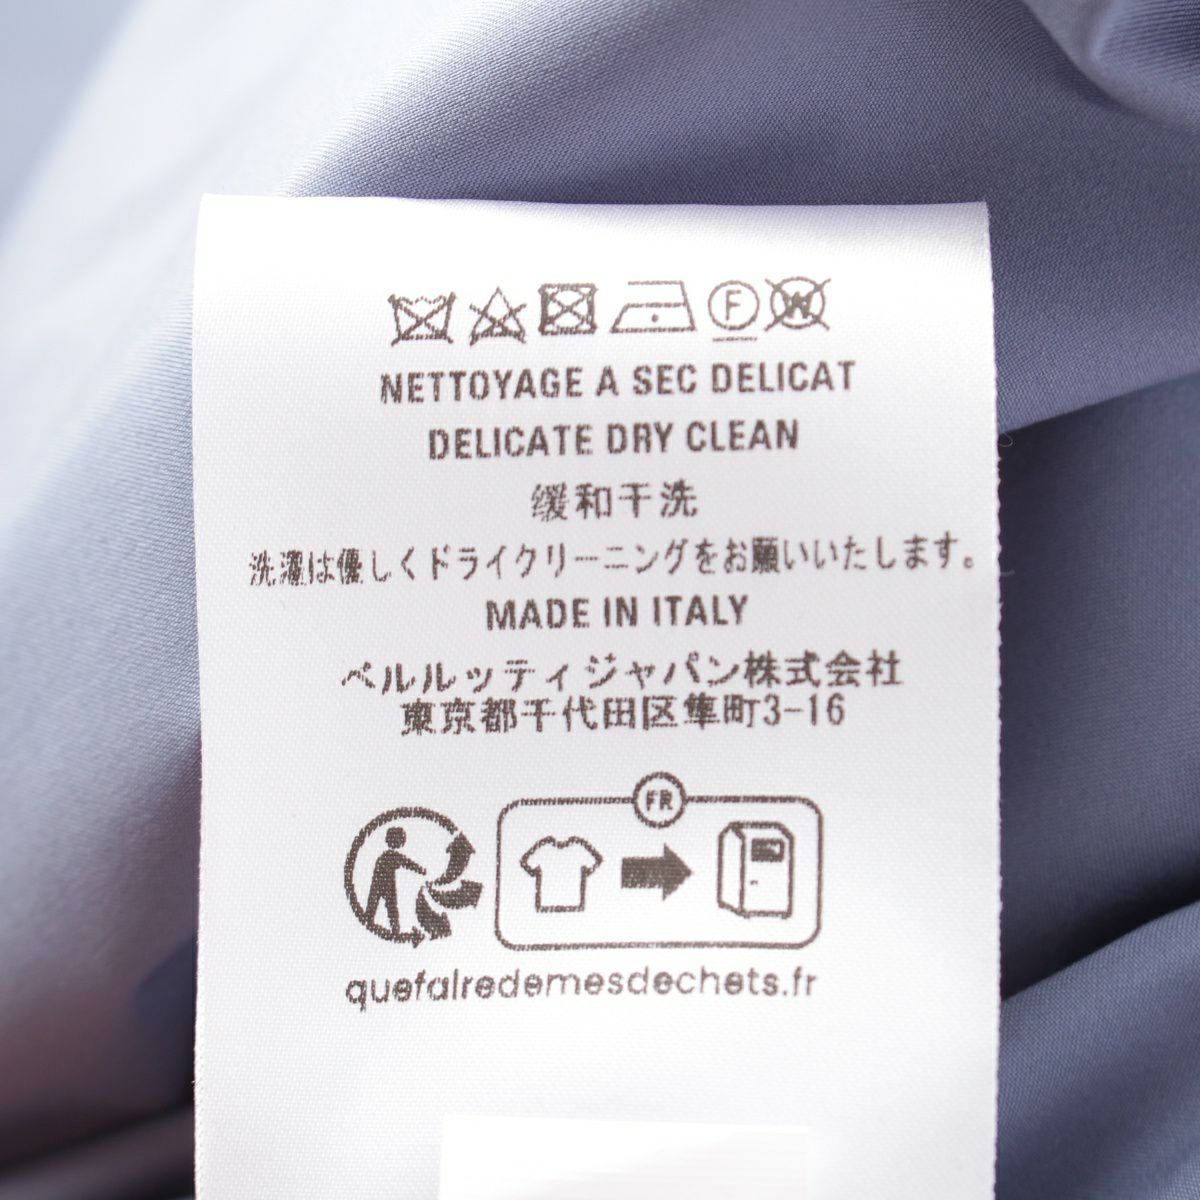 F W
NETTOYAGE A SEC DELICAT
DELICATE DRY CLEAN
缓和干洗
洗濯は優しくドライクリーニングをお願いいたします。
MADE IN ITALY
ベルルッティジャパン株式会社
東京都千代田区隼町3-16
FR
quefairedemesdechets.fr